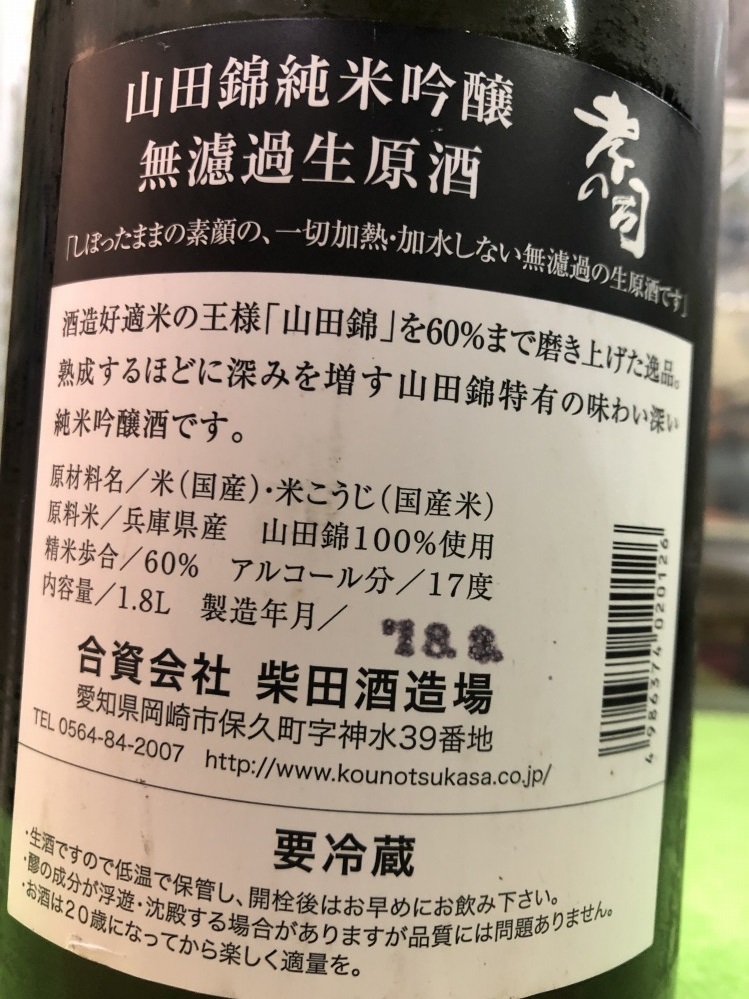 山田錦純米吟醸
無濾過生原酒
孝の司
「しぼったままの素顔の、一切加熱・加水しない無濾過の生原酒です」
酒造好適米の王様「山田錦」を60%まで磨き上げた逸品。
熟成するほどに深みを増す山田錦特有の味わい深い
純米吟醸酒です。
原材料名／米(国産)・米こうじ(国産米)
原料米／兵庫県産　山田錦100%使用
精米歩合／60%　アルコール分／17度
内容量／1.8L　製造年月／
合資会社 柴田酒造場
愛知県岡崎市保久町字神水39番地
TEL 0564-84-2007　http://www.kounotsukasa.co.jp/
4986374020126
要冷蔵
・生酒ですので低温で保管し、開栓後はお早めにお飲み下さい。
・醪の成分が浮遊・沈殿する場合がありますが品質には問題ありません。
・お酒は20歳になってから楽しく適量を。